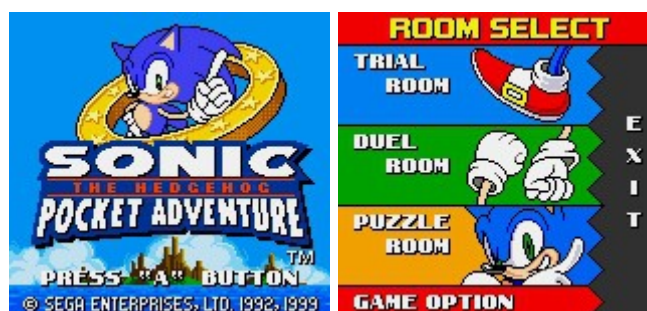 SONIC
THE HEDGEHOG
POCKET ADVENTURE
TM
PRESS "A" BUTTON
© SEGA ENTERPRISES, LTD. 1992, 1999
ROOM SELECT
TRIAL
ROOM
DUEL
ROOM
PUZZLE
ROOM
GAME OPTION
EXIT